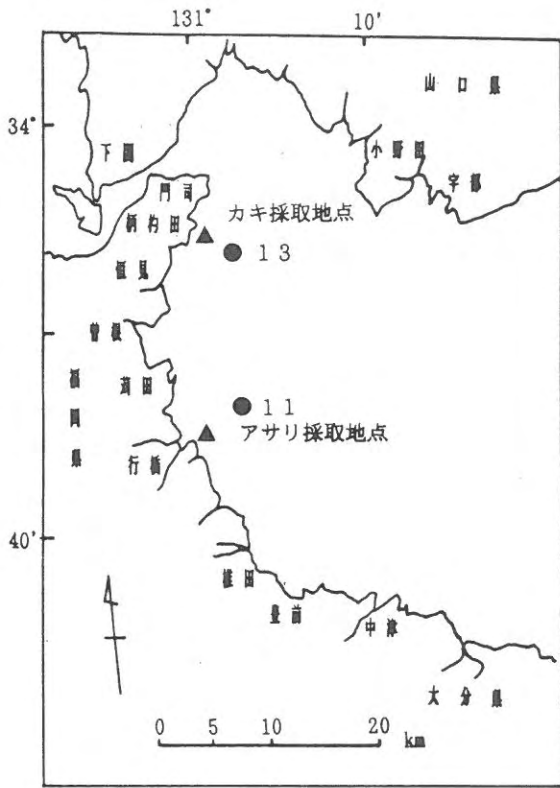 131°
10'
34°
山口県
下関
小野田
宇部
門司
柄杓田
カキ採取地点
13
恒見
曽根
苅田
福岡県
11
アサリ採取地点
行橋
40'
椎田
豊前
中津
大分県
0 5 10 20
km